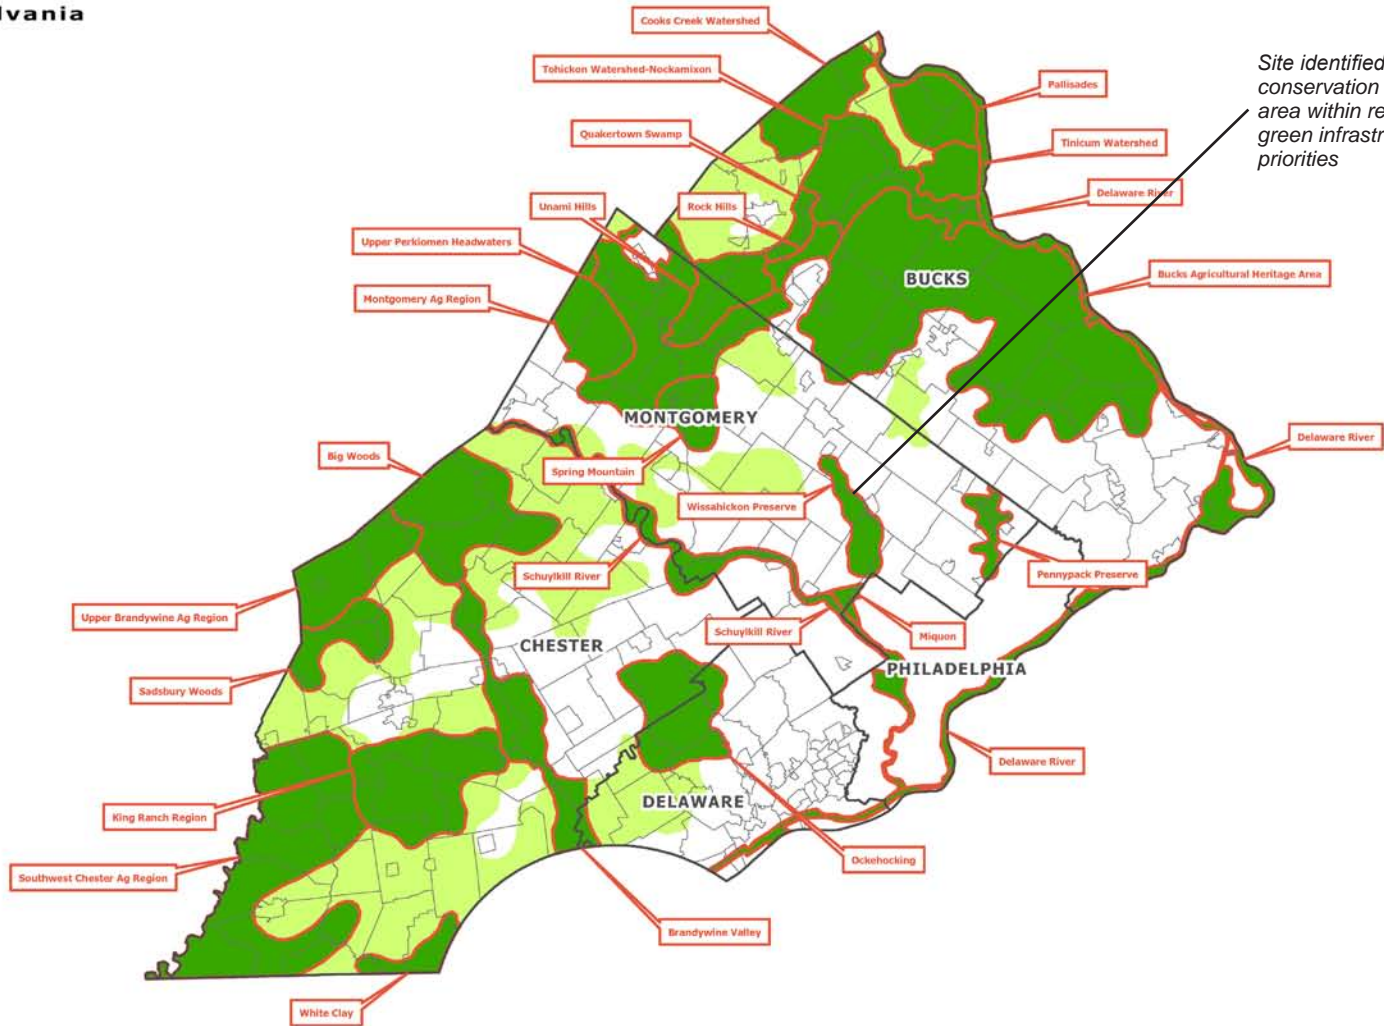 lvania
Cooks Creek Watershed
Site identified
conservation
area within re
green infrastr
priorities
Tohickon Watershed-Nockamixon
Pallisades
Quakertown Swamp
Tinicum Watershed
Delaware River
Unami Hills
Rock Hills
Upper Perkiomen Headwaters
Bucks Agricultural Heritage Area
BUCKS
Montgomery Ag Region
MONTGOMERY
Delaware River
Big Woods
Spring Mountain
Wissahickon Preserve
Schuylkill River
Pennypack Preserve
Upper Brandywine Ag Region
Schuylkill River
Miquon
CHESTER
PHILADELPHIA
Sadsbury Woods
Delaware River
DELAWARE
King Ranch Region
Ockehocking
Southwest Chester Ag Region
Brandywine Valley
White Clay